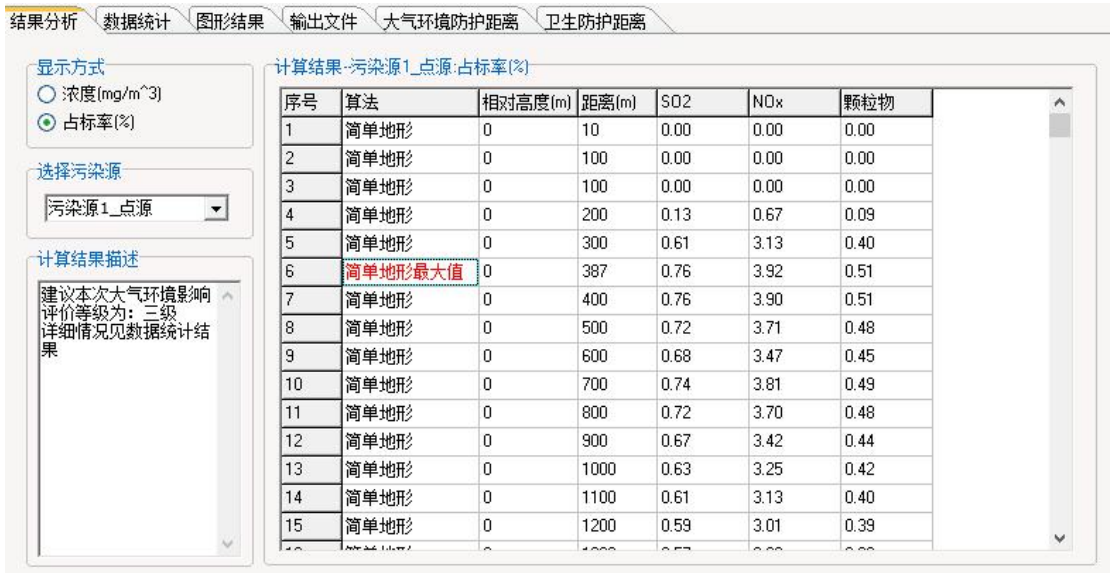 结果分析 数据统计 图形结果 输出文件 大气环境防护距离 卫生防护距离
显示方式
浓度(mg/m^3)
占标率(%)
选择污染源
污染源1_点源
计算结果描述
建议本次大气环境影响
评价等级为：三级
详细情况见数据统计结
果
计算结果-污染源1_点源:占标率(%)
序号 算法 相对高度(m) 距离(m) SO2 NOx 颗粒物
1 简单地形 0 10 0.00 0.00 0.00
2 简单地形 0 100 0.00 0.00 0.00
3 简单地形 0 100 0.00 0.00 0.00
4 简单地形 0 200 0.13 0.67 0.09
5 简单地形 0 300 0.61 3.13 0.40
6 简单地形最大值 0 387 0.76 3.92 0.51
7 简单地形 0 400 0.76 3.90 0.51
8 简单地形 0 500 0.72 3.71 0.48
9 简单地形 0 600 0.68 3.47 0.45
10 简单地形 0 700 0.74 3.81 0.49
11 简单地形 0 800 0.72 3.70 0.48
12 简单地形 0 900 0.67 3.42 0.44
13 简单地形 0 1000 0.63 3.25 0.42
14 简单地形 0 1100 0.61 3.13 0.40
15 简单地形 0 1200 0.59 3.01 0.39